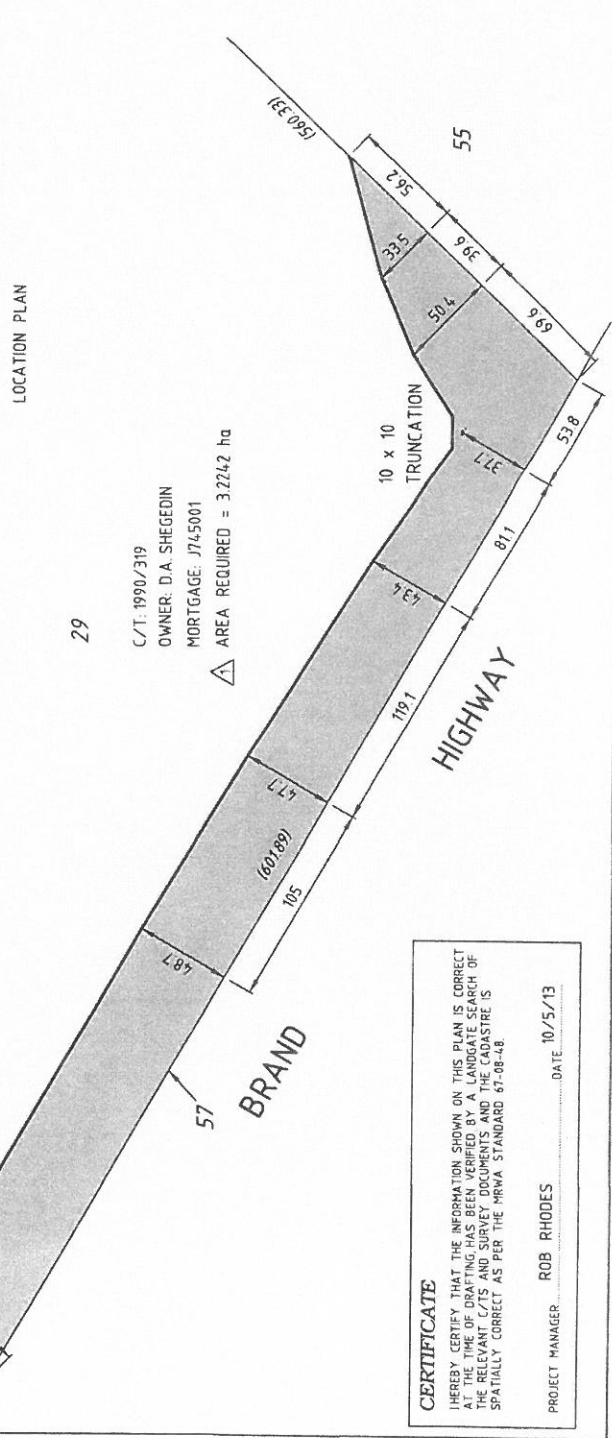 LOCATION PLAN
29
C/T: 1990/319
OWNER: D.A. SHEGEDIN
MORTGAGE: J745001
1 AREA REQUIRED = 3.2242 ha
(560.33)
55
56.2
39.6
69.6
33.5
50.4
10 x 10
TRUNCATION
37.7
53.8
81.1
43.4
119.1
47.7
(601.89)
105
48.7
57
BRAND
HIGHWAY
CERTIFICATE
I HEREBY CERTIFY THAT THE INFORMATION SHOWN ON THIS PLAN IS CORRECT
AT THE TIME OF DRAFTING, HAS BEEN VERIFIED BY A LANDGATE SEARCH OF
THE RELEVANT C/TS AND SURVEY DOCUMENTS AND THE CADASTRE IS
SPATIALLY CORRECT AS PER THE MRWA STANDARD 67-08-48.
PROJECT MANAGER ROB RHODES DATE 10/5/13